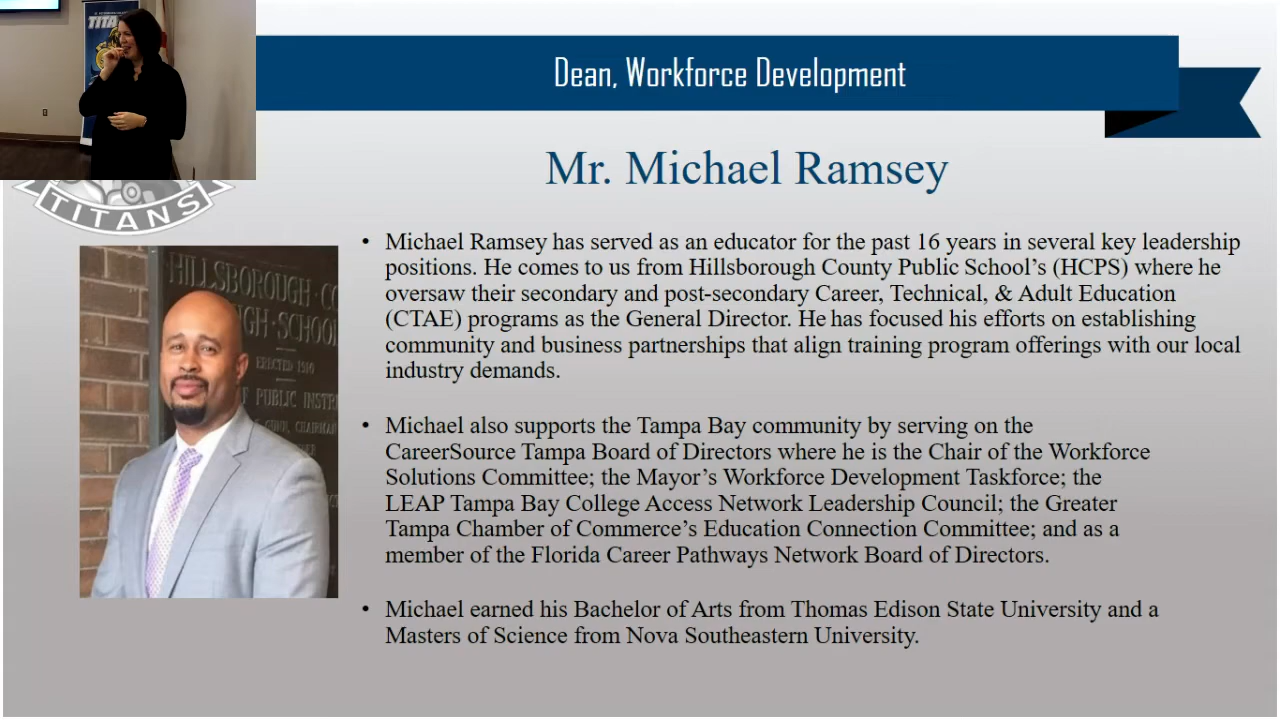 TITANS
Dean, Workforce Development
Mr. Michael Ramsey
TITANS
• Michael Ramsey has served as an educator for the past 16 years in several key leadership
positions. He comes to us from Hillsborough County Public School’s (HCPS) where he
oversaw their secondary and post-secondary Career, Technical, & Adult Education
(CTAE) programs as the General Director. He has focused his efforts on establishing
community and business partnerships that align training program offerings with our local
industry demands.
• Michael also supports the Tampa Bay community by serving on the
CareerSource Tampa Board of Directors where he is the Chair of the Workforce
Solutions Committee; the Mayor’s Workforce Development Taskforce; the
LEAP Tampa Bay College Access Network Leadership Council; the Greater
Tampa Chamber of Commerce’s Education Connection Committee; and as a
member of the Florida Career Pathways Network Board of Directors.
• Michael earned his Bachelor of Arts from Thomas Edison State University and a
Masters of Science from Nova Southeastern University.
HILLSBOROUGH
SCHOOL
ERECTED 1910
PUBLIC
CHAIRMAN